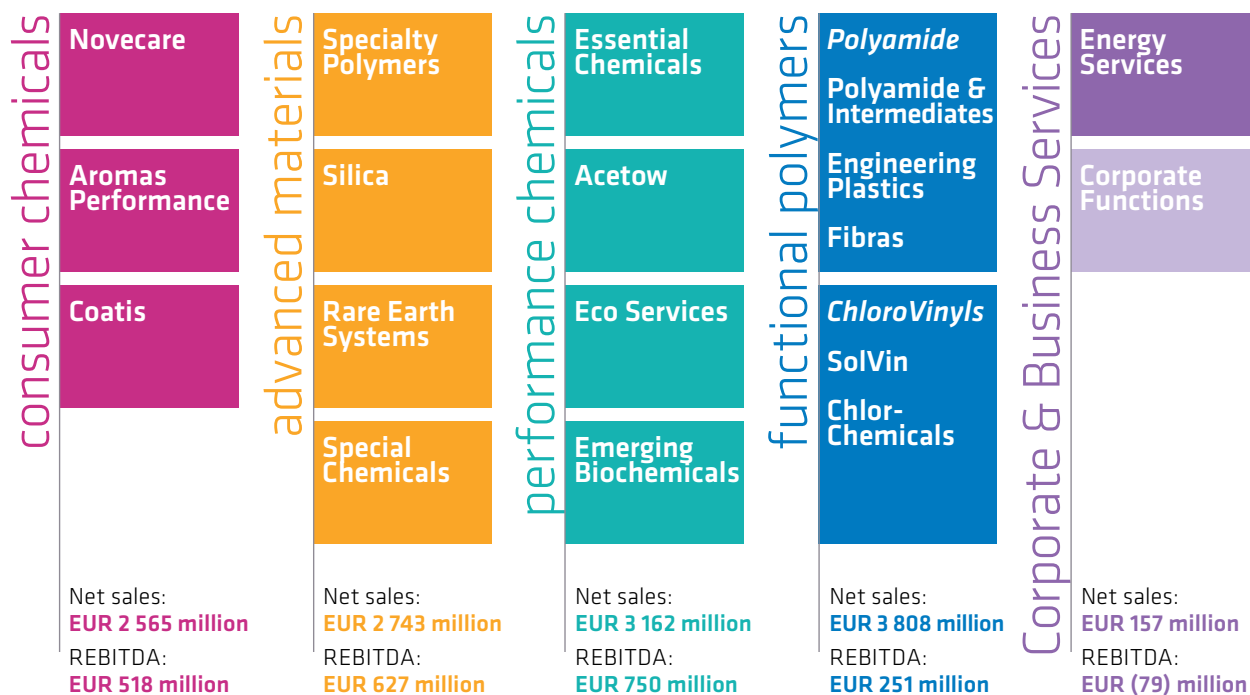 consumer chemicals
Novecare
Aromas
Performance
Coatis
Net sales:
EUR 2 565 million
REBITDA:
EUR 518 million
advanced materials
Specialty
Polymers
Silica
Rare Earth
Systems
Special
Chemicals
Net sales:
EUR 2 743 million
REBITDA:
EUR 627 million
performance chemicals
Essential
Chemicals
Acetow
Eco Services
Emerging
Biochemicals
Net sales:
EUR 3 162 million
REBITDA:
EUR 750 million
functional polymers
Polyamide
Polyamide &
Intermediates
Engineering
Plastics
Fibras
ChloroVinyls
SolVin
Chlor-
Chemicals
Net sales:
EUR 3 808 million
REBITDA:
EUR 251 million
Corporate & Business Services
Energy
Services
Corporate
Functions
Net sales:
EUR 157 million
REBITDA:
EUR (79) million